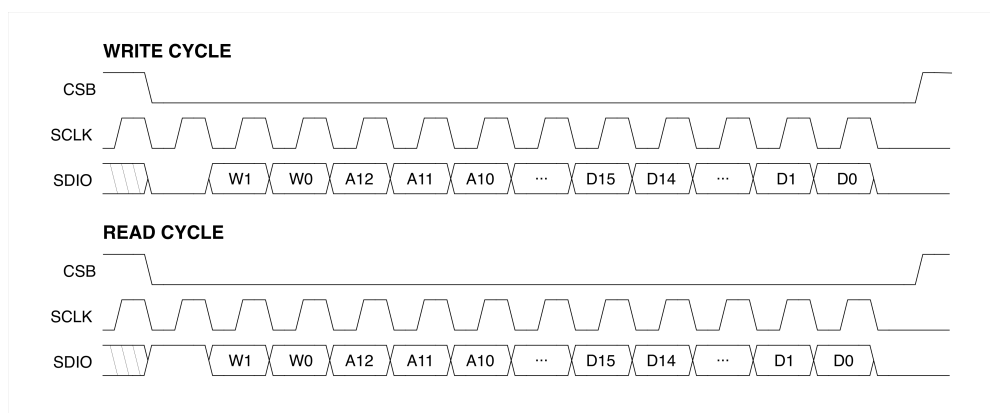 WRITE CYCLE
CSB
SCLK
SDIO W1 W0 A12 A11 A10 ... D15 D14 ... D1 D0
READ CYCLE
CSB
SCLK
SDIO W1 W0 A12 A11 A10 ... D15 D14 ... D1 D0